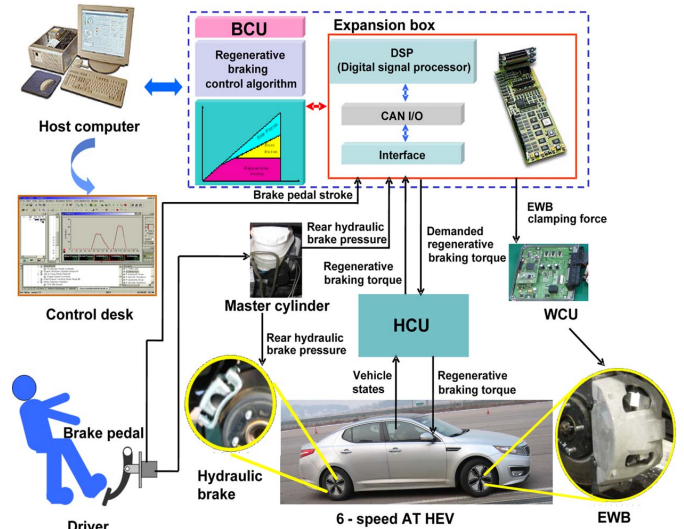 BCU
Expansion box
Regenerative
braking
control algorithm
DSP
(Digital signal processor)
CAN I/O
Interface
Host computer
Brake pedal stroke
EWB
clamping force
Rear hydraulic
brake pressure
Demanded
regenerative
braking torque
Regenerative
braking torque
Control desk
Master cylinder
HCU
WCU
Rear hydraulic
brake pressure
Vehicle
states
Regenerative
braking torque
Brake pedal
Hydraulic
brake
Driver
6 - speed AT HEV
EWB